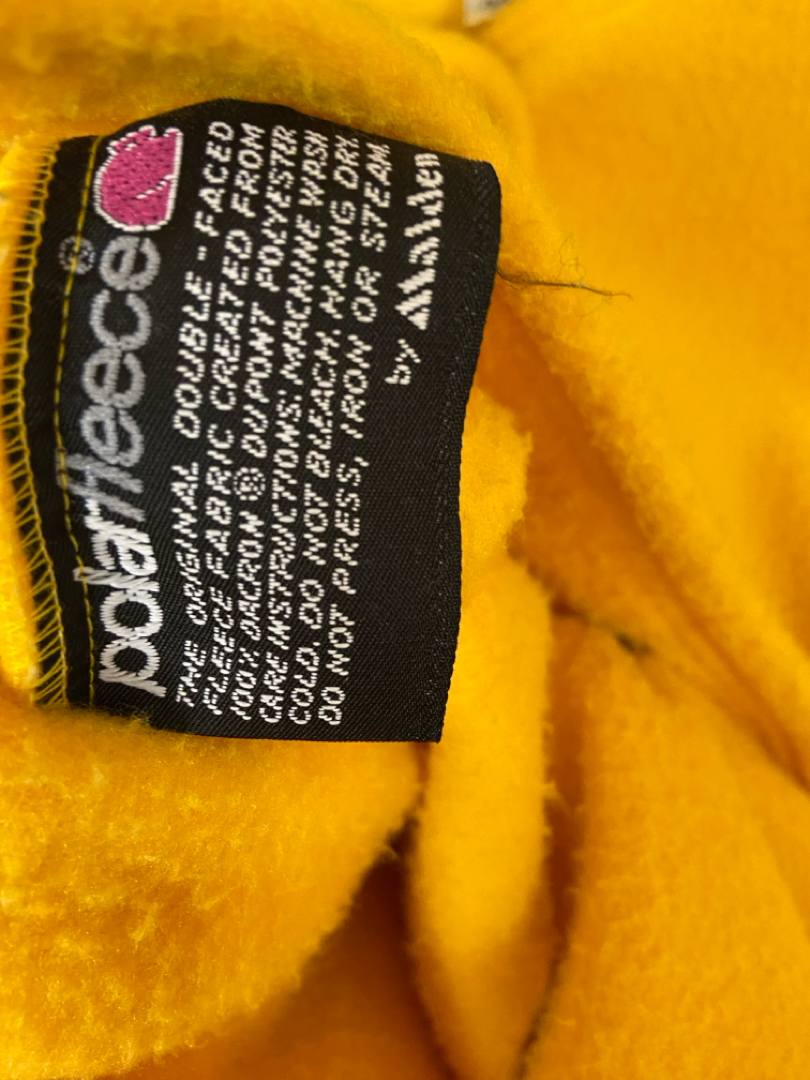 polarfleece®
THE ORIGINAL DOUBLE-FACED
FLEECE FABRIC CREATED FROM
100% DACRON ® DUPONT POLYESTER
CARE INSTRUCTIONS: MACHINE WASH
COLD. DO NOT BLEACH. HANG DRY.
DO NOT PRESS, IRON OR STEAM.
by Malden